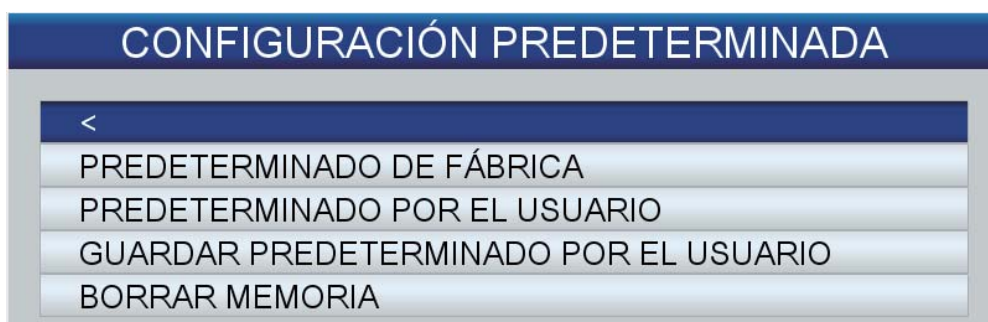 CONFIGURACIÓN PREDETERMINADA
<
PREDETERMINADO DE FÁBRICA
PREDETERMINADO POR EL USUARIO
GUARDAR PREDETERMINADO POR EL USUARIO
BORRAR MEMORIA